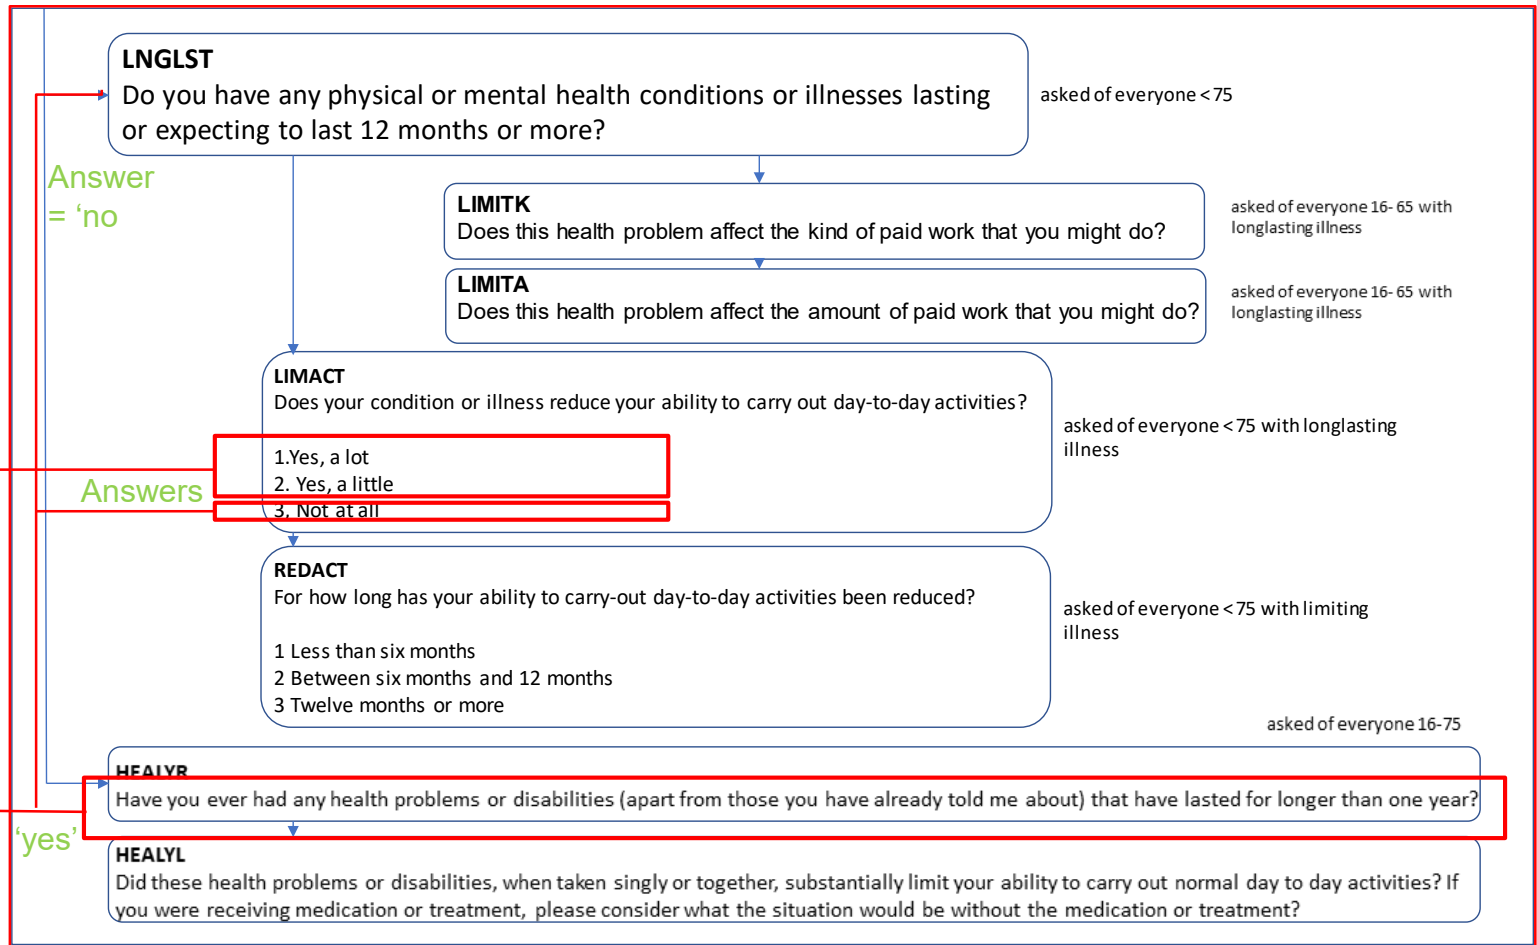 LNGLST
Do you have any physical or mental health conditions or illnesses lasting
or expecting to last 12 months or more?
asked of everyone < 75
Answer
= ‘no
LIMITK
Does this health problem affect the kind of paid work that you might do?
asked of everyone 16- 65 with
longlasting illness
LIMITA
Does this health problem affect the amount of paid work that you might do?
asked of everyone 16- 65 with
longlasting illness
LIMACT
Does your condition or illness reduce your ability to carry out day-to-day activities?
1.Yes, a lot
2. Yes, a little
3. Not at all
asked of everyone < 75 with longlasting
illness
Answers
REDACT
For how long has your ability to carry-out day-to-day activities been reduced?
1 Less than six months
2 Between six months and 12 months
3 Twelve months or more
asked of everyone < 75 with limiting
illness
asked of everyone 16-75
HEALYR
Have you ever had any health problems or disabilities (apart from those you have already told me about) that have lasted for longer than one year?
‘yes’
HEALYL
Did these health problems or disabilities, when taken singly or together, substantially limit your ability to carry out normal day to day activities? If
you were receiving medication or treatment, please consider what the situation would be without the medication or treatment?